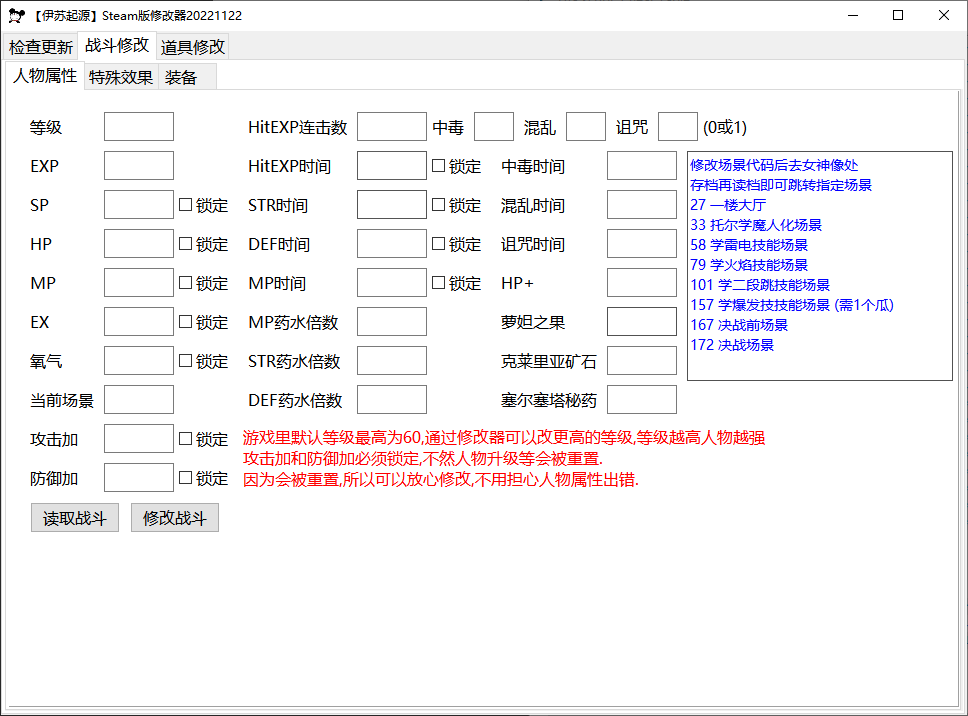 【伊苏起源】Steam版修改器20221122
检查更新 战斗修改 道具修改
人物属性 特殊效果 装备
等级 HitEXP连击数 中毒 混乱 诅咒 (0或1)
EXP HitEXP时间 锁定 中毒时间
SP 锁定 STR时间 锁定 混乱时间
HP 锁定 DEF时间 锁定 诅咒时间
MP 锁定 MP时间 锁定 HP+
EX 锁定 MP药水倍数 萝妲之果
氧气 锁定 STR药水倍数 克莱里亚矿石
当前场景 DEF药水倍数 塞尔塞塔秘药
修改场景代码后去女神像处
存档再读档即可跳转指定场景
27 一楼大厅
33 托尔学魔人化场景
58 学雷电技能场景
79 学火焰技能场景
101 学二段跳技能场景
157 学爆发技技能场景 (需1个瓜)
167 决战前场景
172 决战场景
攻击加 锁定
防御加 锁定
游戏里默认等级最高为60,通过修改器可以改更高的等级,等级越高人物越强
攻击加和防御加必须锁定,不然人物升级等会被重置.
因为会被重置,所以可以放心修改,不用担心人物属性出错.
读取战斗 修改战斗